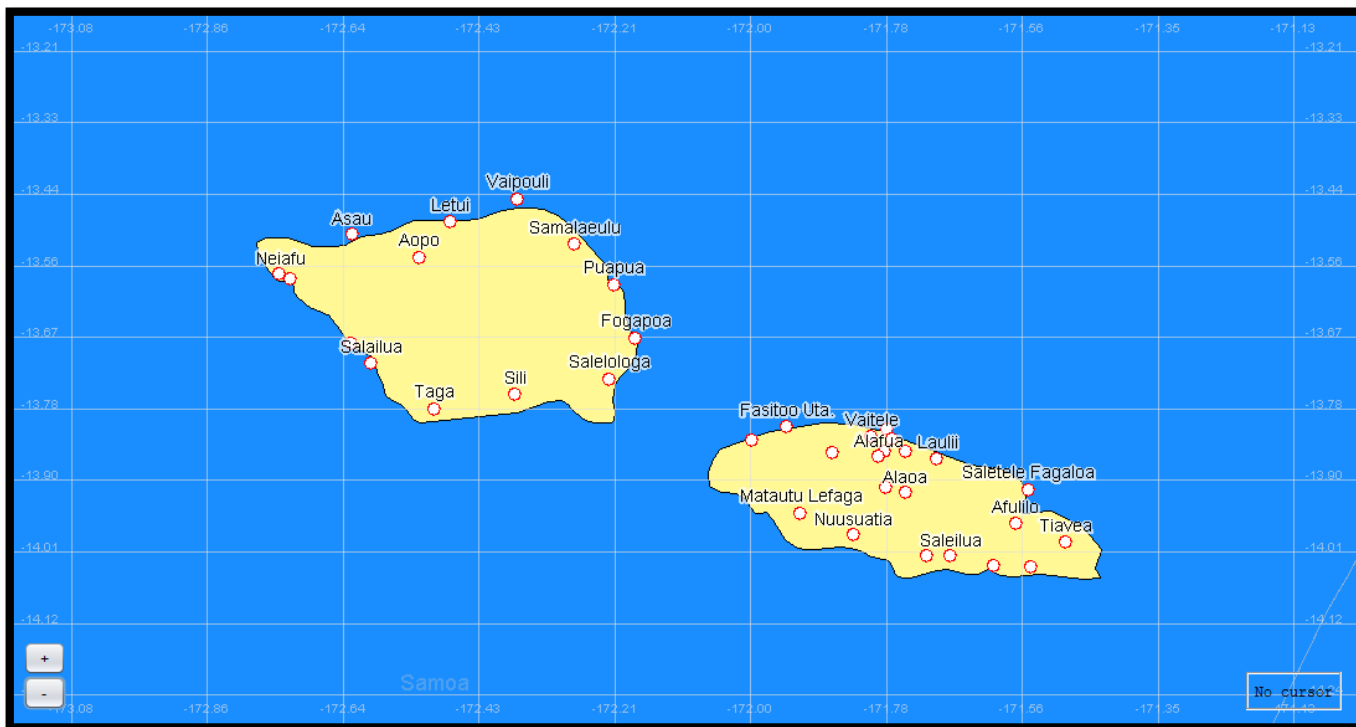 -173.08 -172.86 -172.64 -172.43 -172.21 -172.00 -171.78 -171.56 -171.35 -171.13
-13.21 -13.21
-13.33 -13.33
-13.44 -13.44
Vaipouli
Letui
Asau
Samalaeulu
Aopo
Neiafu
Puapua
-13.56 -13.56
Fogapoa
-13.67 -13.67
Salailua
Salelologa
Sili
Taga
-13.78 -13.78
Fasitoo Uta.
Vaitele
Alafua
Laulii
Saletele Fagaloa
-13.90 -13.90
Alaoa
Matautu Lefaga
Afulilo.
Nuusuatia
Tiavea
Saleilua
-14.01 -14.01
-14.12 -14.12
+
-
Samoa
No cursor
-173.08 -172.86 -172.64 -172.43 -172.21 -172.00 -171.78 -171.56 -171.35